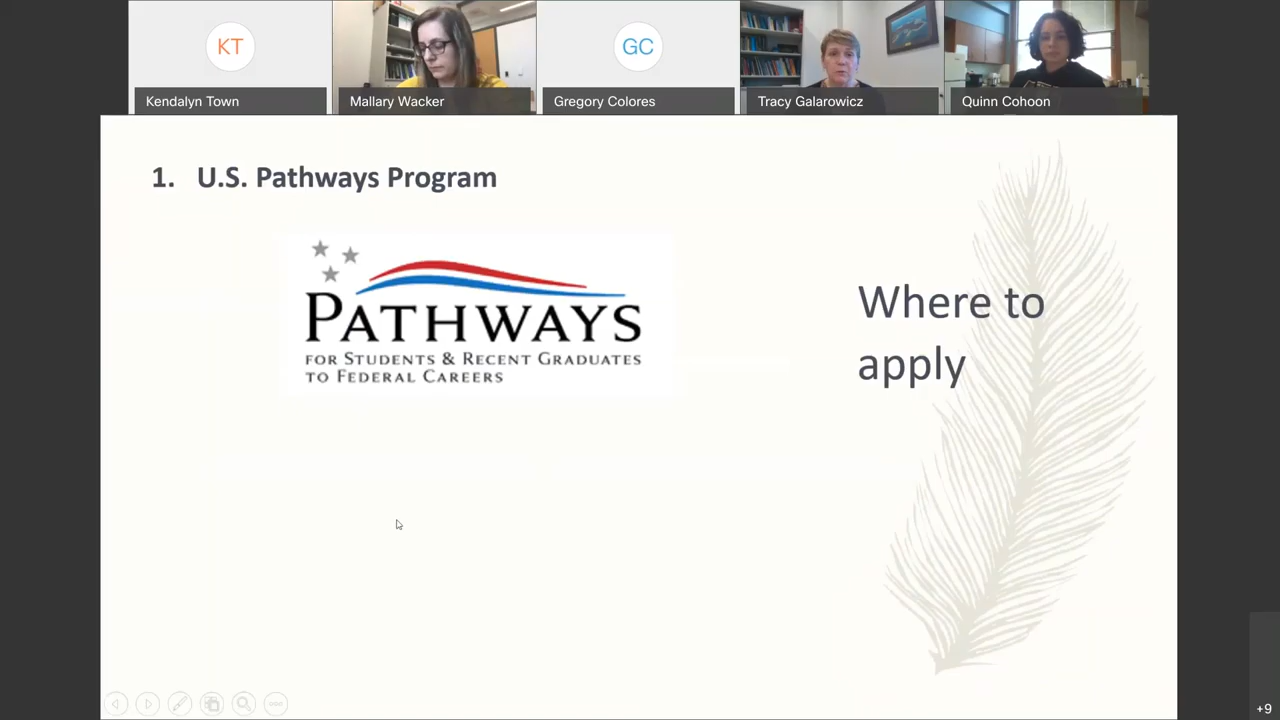 KT
GC
Kendalyn Town
Mallary Wacker
Gregory Colores
Tracy Galarowicz
Quinn Cohoon
1. U.S. Pathways Program
PATHWAYS
FOR STUDENTS & RECENT GRADUATES
TO FEDERAL CAREERS
Where to
apply
+9